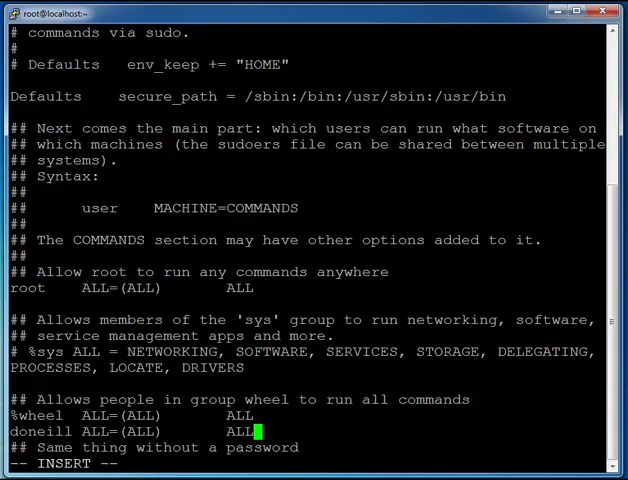 root@localhost:~
# commands via sudo.
#
# Defaults   env_keep += "HOME"
Defaults    secure_path = /sbin:/bin:/usr/sbin:/usr/bin
## Next comes the main part: which users can run what software on
## which machines (the sudoers file can be shared between multiple
## systems).
## Syntax:
##
##      user    MACHINE=COMMANDS
##
## The COMMANDS section may have other options added to it.
##
## Allow root to run any commands anywhere
root    ALL=(ALL)       ALL
## Allows members of the 'sys' group to run networking, software,
## service management apps and more.
# %sys ALL = NETWORKING, SOFTWARE, SERVICES, STORAGE, DELEGATING,
PROCESSES, LOCATE, DRIVERS
## Allows people in group wheel to run all commands
%wheel  ALL=(ALL)       ALL
doneill ALL=(ALL)       ALL
## Same thing without a password
-- INSERT --